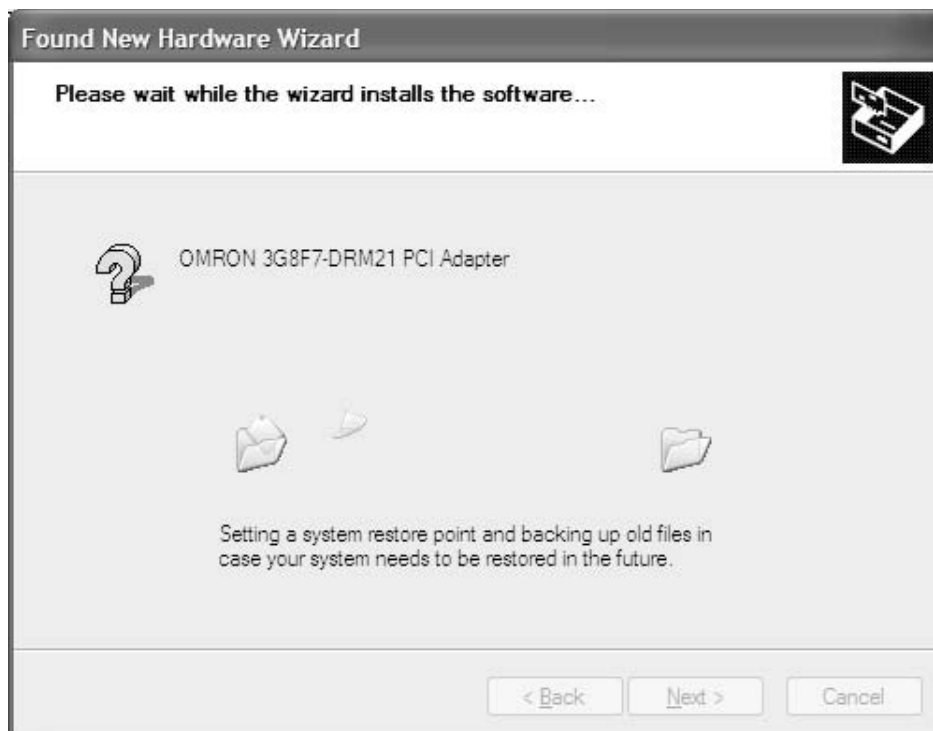 Found New Hardware Wizard
Please wait while the wizard installs the software...
OMRON 3G8F7-DRM21 PCI Adapter
Setting a system restore point and backing up old files in
case your system needs to be restored in the future.
< Back
Next >
Cancel